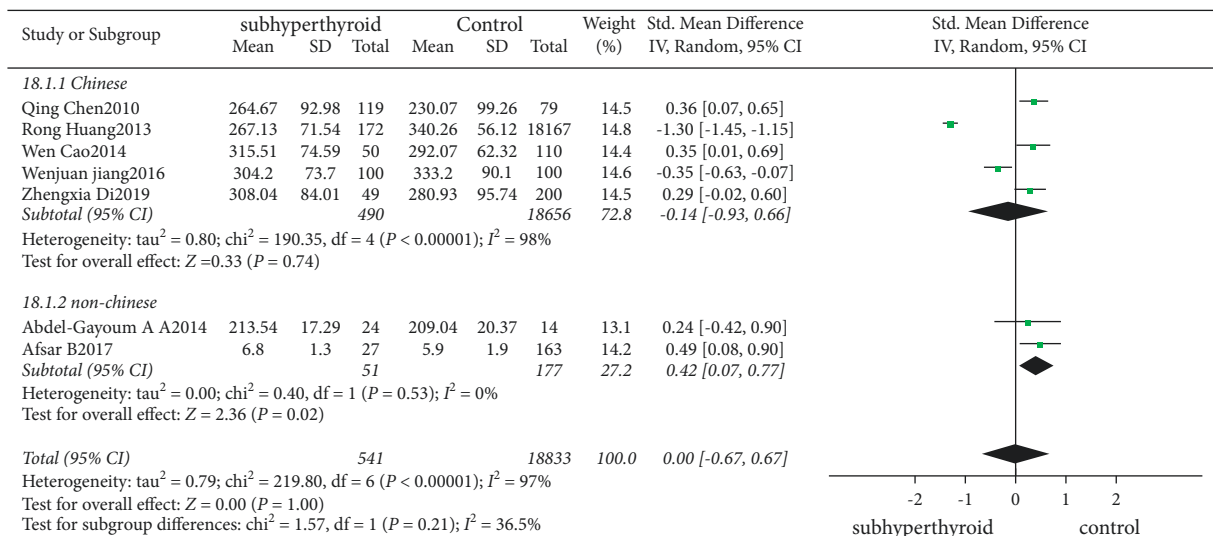 Study or Subgroup subhyperthyroid Control Weight Std. Mean Difference Std. Mean Difference
Mean SD Total Mean SD Total (%) IV, Random, 95% CI IV, Random, 95% CI
18.1.1 Chinese
Qing Chen2010 264.67 92.98 119 230.07 99.26 79 14.5 0.36 [0.07, 0.65]
Rong Huang2013 267.13 71.54 172 340.26 56.12 18167 14.8 -1.30 [-1.45, -1.15]
Wen Cao2014 315.51 74.59 50 292.07 62.32 110 14.4 0.35 [0.01, 0.69]
Wenjuan jiang2016 304.2 73.7 100 333.2 90.1 100 14.6 -0.35 [-0.63, -0.07]
Zhengxia Di2019 308.04 84.01 49 280.93 95.74 200 14.5 0.29 [-0.02, 0.60]
Subtotal (95% CI) 490 18656 72.8 -0.14 [-0.93, 0.66]
Heterogeneity: tau² = 0.80; chi² = 190.35, df = 4 (P < 0.00001); I² = 98%
Test for overall effect: Z =0.33 (P = 0.74)
18.1.2 non-chinese
Abdel-Gayoum A A2014 213.54 17.29 24 209.04 20.37 14 13.1 0.24 [-0.42, 0.90]
Afsar B2017 6.8 1.3 27 5.9 1.9 163 14.2 0.49 [0.08, 0.90]
Subtotal (95% CI) 51 177 27.2 0.42 [0.07, 0.77]
Heterogeneity: tau² = 0.00; chi² = 0.40, df = 1 (P = 0.53); I² = 0%
Test for overall effect: Z = 2.36 (P = 0.02)
Total (95% CI) 541 18833 100.0 0.00 [-0.67, 0.67]
Heterogeneity: tau² = 0.79; chi² = 219.80, df = 6 (P < 0.00001); I² = 97%
Test for overall effect: Z = 0.00 (P = 1.00)
Test for subgroup differences: chi² = 1.57, df = 1 (P = 0.21); I² = 36.5%
-2 -1 0 1 2
subhyperthyroid control